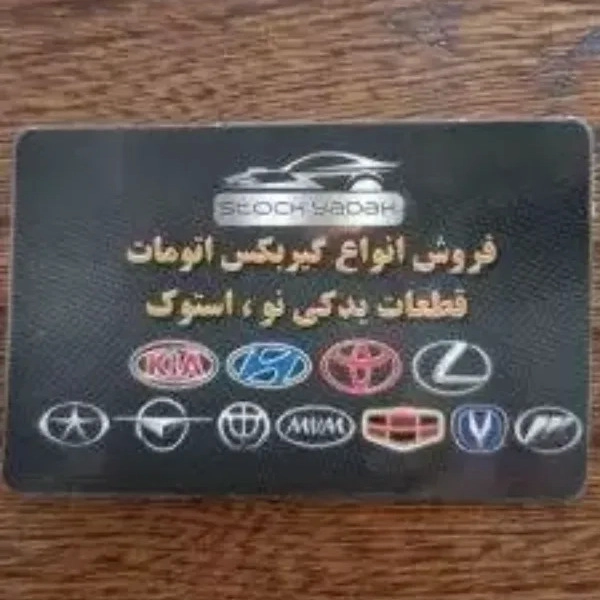 STOCK YADAK
فروش انواع گیربکس اتومات
قطعات یدکی نو ، استوک
KIA
MVM